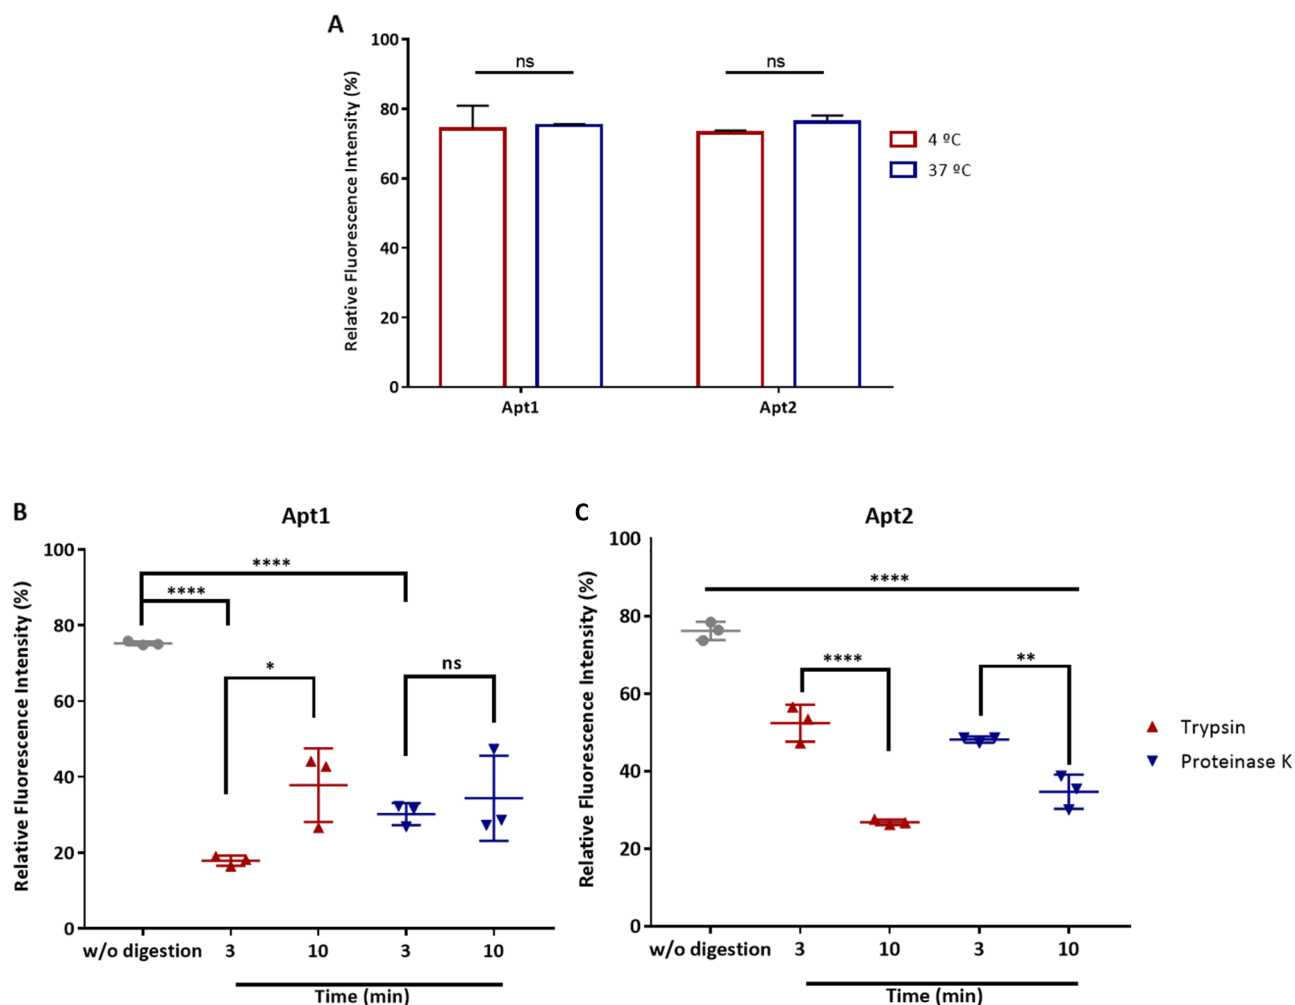 A
Relative Fluorescence Intensity (%)
100
80
60
40
20
0
ns
ns
4 ºC
37 ºC
Apt1
Apt2
B
Apt1
Relative Fluorescence Intensity (%)
100
80
60
40
20
0
****
****
*
ns
w/o digestion
3
10
3
10
Time (min)
C
Apt2
Relative Fluorescence Intensity (%)
100
80
60
40
20
0
****
****
**
w/o digestion
3
10
3
10
Time (min)
Trypsin
Proteinase K